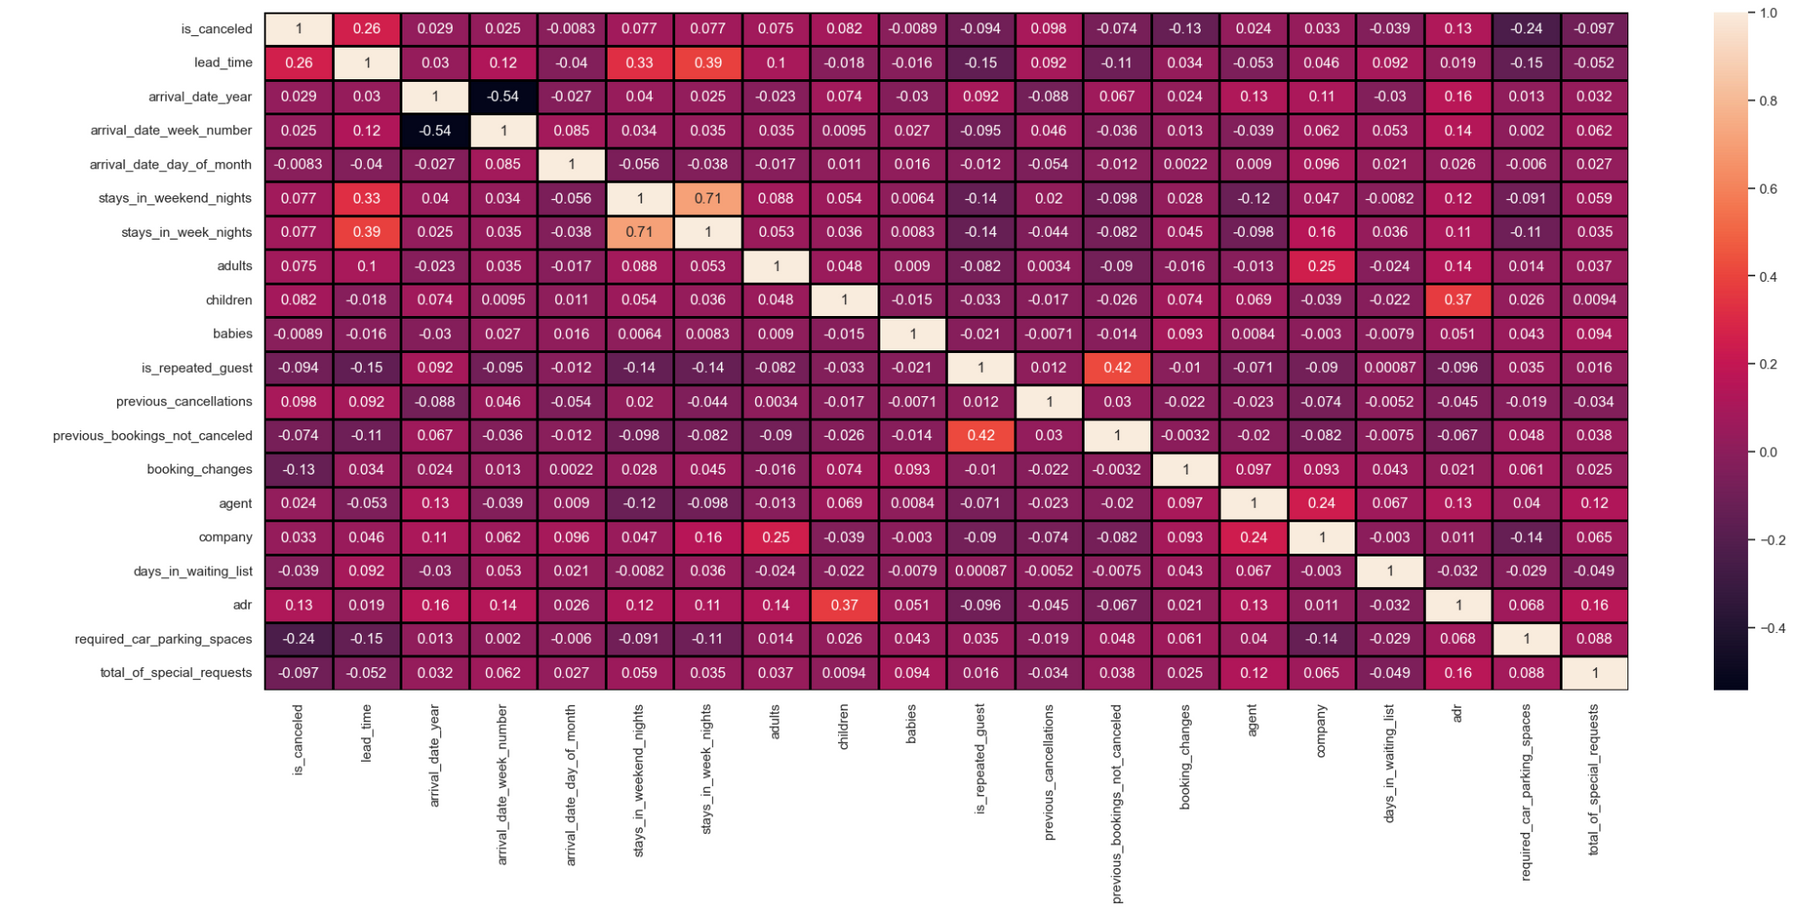 is_canceled 1 0.26 0.029 0.025 -0.0083 0.077 0.077 0.075 0.082 -0.0089 -0.094 0.098 -0.074 -0.13 0.024 0.033 -0.039 0.13 -0.24 -0.097
lead_time 0.26 1 0.03 0.12 -0.04 0.33 0.39 0.1 -0.018 -0.016 -0.15 0.092 -0.11 0.034 -0.053 0.046 0.092 0.019 -0.15 -0.052
arrival_date_year 0.029 0.03 1 -0.54 -0.027 0.04 0.025 -0.023 0.074 -0.03 0.092 -0.088 0.067 0.024 0.13 0.11 -0.03 0.16 0.013 0.032
arrival_date_week_number 0.025 0.12 -0.54 1 0.085 0.034 0.035 0.035 0.0095 0.027 -0.095 0.046 -0.036 0.013 -0.039 0.062 0.053 0.14 0.002 0.062
arrival_date_day_of_month -0.0083 -0.04 -0.027 0.085 1 -0.056 -0.038 -0.017 0.011 0.016 -0.012 -0.054 -0.012 0.0022 0.009 0.096 0.021 0.026 -0.006 0.027
stays_in_weekend_nights 0.077 0.33 0.04 0.034 -0.056 1 0.71 0.088 0.054 0.0064 -0.14 0.02 -0.098 0.028 -0.12 0.047 -0.0082 0.12 -0.091 0.059
stays_in_week_nights 0.077 0.39 0.025 0.035 -0.038 0.71 1 0.053 0.036 0.0083 -0.14 -0.044 -0.082 0.045 -0.098 0.16 0.036 0.11 -0.11 0.035
adults 0.075 0.1 -0.023 0.035 -0.017 0.088 0.053 1 0.048 0.009 -0.082 0.0034 -0.09 -0.016 -0.013 0.25 -0.024 0.14 0.014 0.037
children 0.082 -0.018 0.074 0.0095 0.011 0.054 0.036 0.048 1 -0.015 -0.033 -0.017 -0.026 0.074 0.069 -0.039 -0.022 0.37 0.026 0.0094
babies -0.0089 -0.016 -0.03 0.027 0.016 0.0064 0.0083 0.009 -0.015 1 -0.021 -0.0071 -0.014 0.093 0.0084 -0.003 -0.0079 0.051 0.043 0.094
is_repeated_guest -0.094 -0.15 0.092 -0.095 -0.012 -0.14 -0.14 -0.082 -0.033 -0.021 1 0.012 0.42 -0.01 -0.071 -0.09 0.00087 -0.096 0.035 0.016
previous_cancellations 0.098 0.092 -0.088 0.046 -0.054 0.02 -0.044 0.0034 -0.017 -0.0071 0.012 1 0.03 -0.022 -0.023 -0.074 -0.0052 -0.045 -0.019 -0.034
previous_bookings_not_canceled -0.074 -0.11 0.067 -0.036 -0.012 -0.098 -0.082 -0.09 -0.026 -0.014 0.42 0.03 1 -0.0032 -0.02 -0.082 -0.0075 -0.067 0.048 0.038
booking_changes -0.13 0.034 0.024 0.013 0.0022 0.028 0.045 -0.016 0.074 0.093 -0.01 -0.022 -0.0032 1 0.097 0.093 0.043 0.021 0.061 0.025
agent 0.024 -0.053 0.13 -0.039 0.009 -0.12 -0.098 -0.013 0.069 0.0084 -0.071 -0.023 -0.02 0.097 1 0.24 0.067 0.13 0.04 0.12
company 0.033 0.046 0.11 0.062 0.096 0.047 0.16 0.25 -0.039 -0.003 -0.09 -0.074 -0.082 0.093 0.24 1 -0.003 0.011 -0.14 0.065
days_in_waiting_list -0.039 0.092 -0.03 0.053 0.021 -0.0082 0.036 -0.024 -0.022 -0.0079 0.00087 -0.0052 -0.0075 0.043 0.067 -0.003 1 -0.032 -0.029 -0.049
adr 0.13 0.019 0.16 0.14 0.026 0.12 0.11 0.14 0.37 0.051 -0.096 -0.045 -0.067 0.021 0.13 0.011 -0.032 1 0.068 0.16
required_car_parking_spaces -0.24 -0.15 0.013 0.002 -0.006 -0.091 -0.11 0.014 0.026 0.043 0.035 -0.019 0.048 0.061 0.04 -0.14 -0.029 0.068 1 0.088
total_of_special_requests -0.097 -0.052 0.032 0.062 0.027 0.059 0.035 0.037 0.0094 0.094 0.016 -0.034 0.038 0.025 0.12 0.065 -0.049 0.16 0.088 1
is_canceled
lead_time
arrival_date_year
arrival_date_week_number
arrival_date_day_of_month
stays_in_weekend_nights
stays_in_week_nights
adults
children
babies
is_repeated_guest
previous_cancellations
previous_bookings_not_canceled
booking_changes
agent
company
days_in_waiting_list
adr
required_car_parking_spaces
total_of_special_requests
1.0
0.8
0.6
0.4
0.2
0.0
−0.2
−0.4